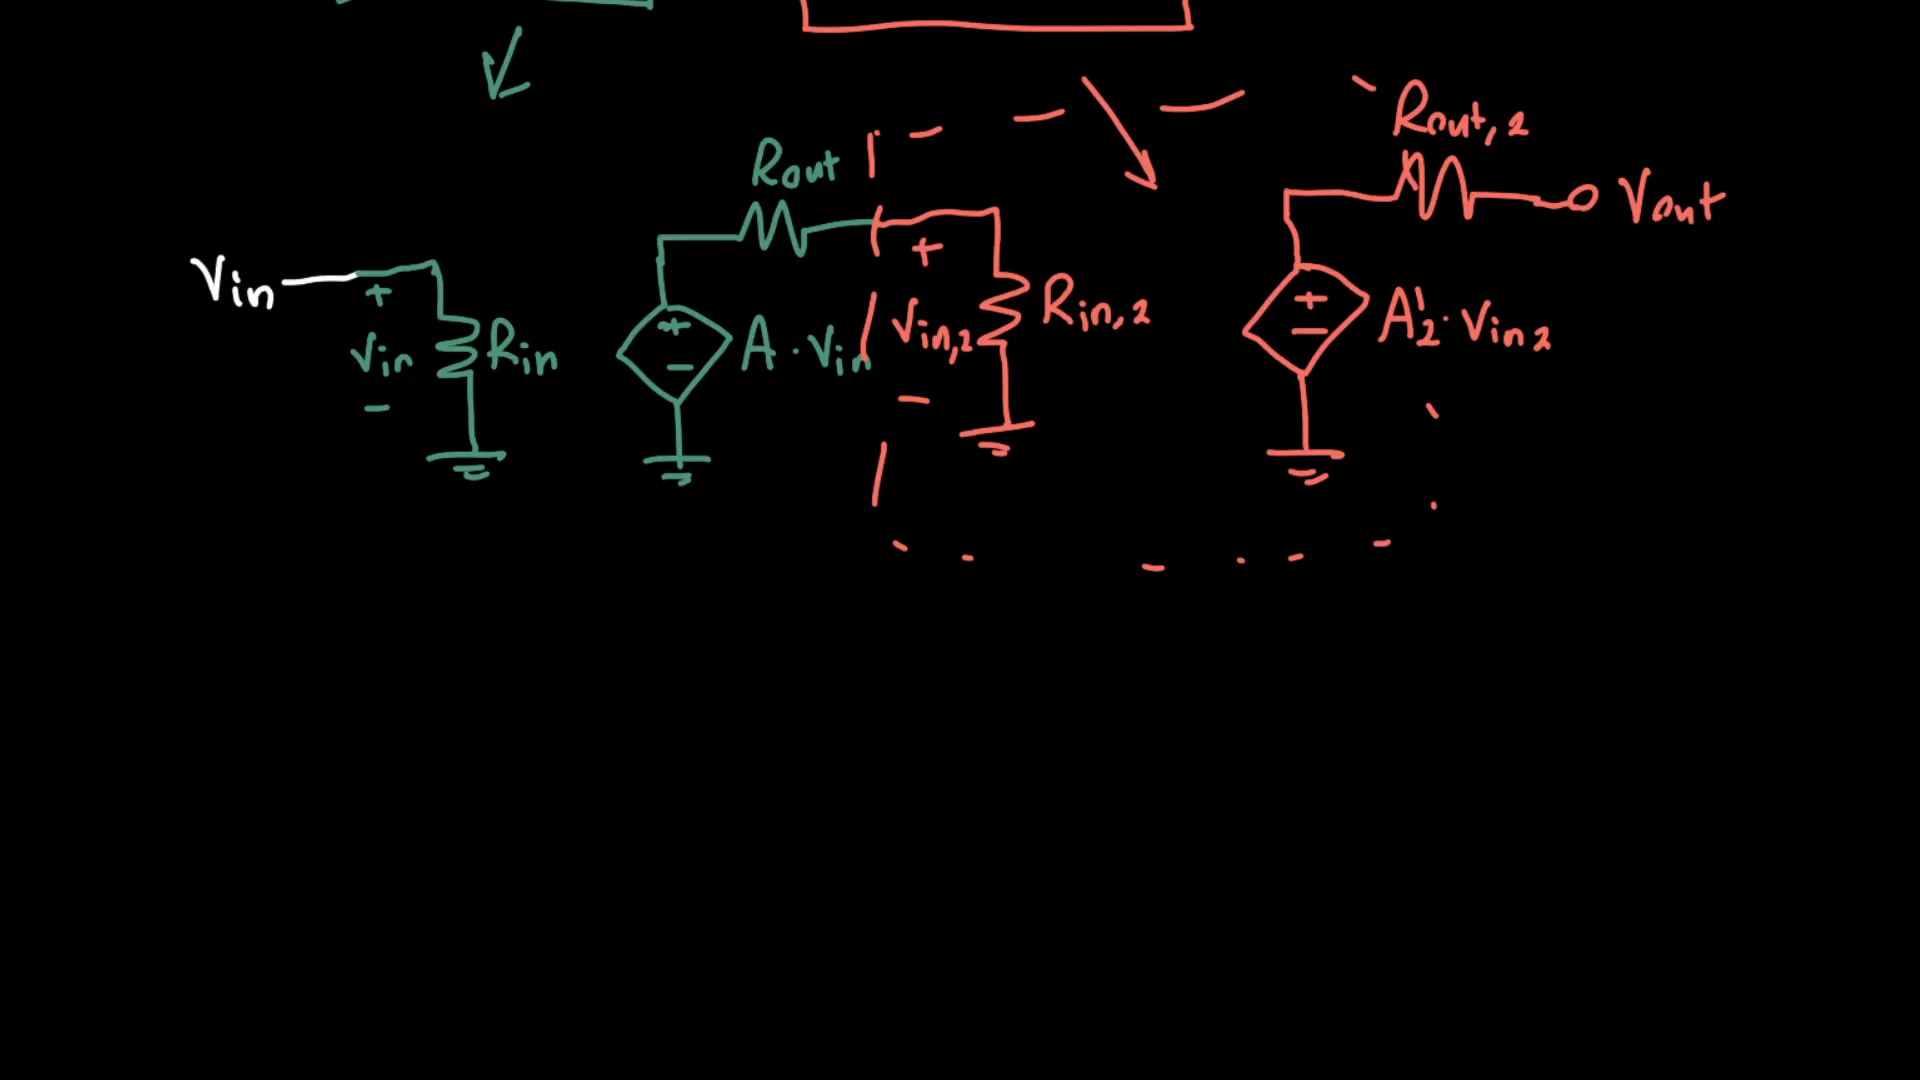 Rout,2
Rout
Vout
Vin
+
+
Vin
-
Rin
+
-
A · Vin
Vin,2
-
Rin,2
+
-
A'2 · Vin2